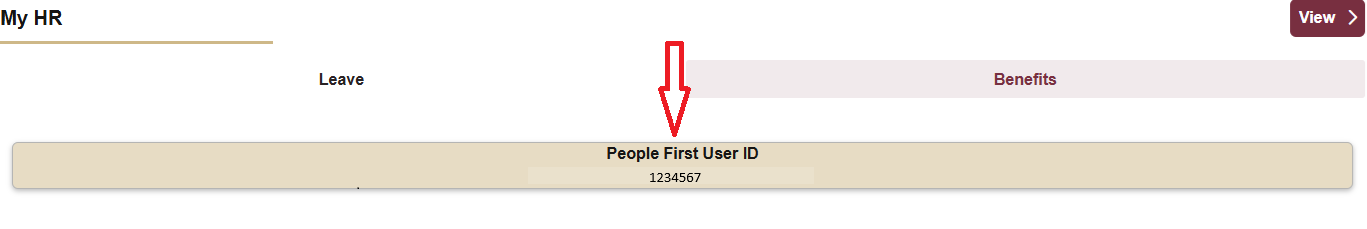 My HR
View
Leave
Benefits
People First User ID
1234567